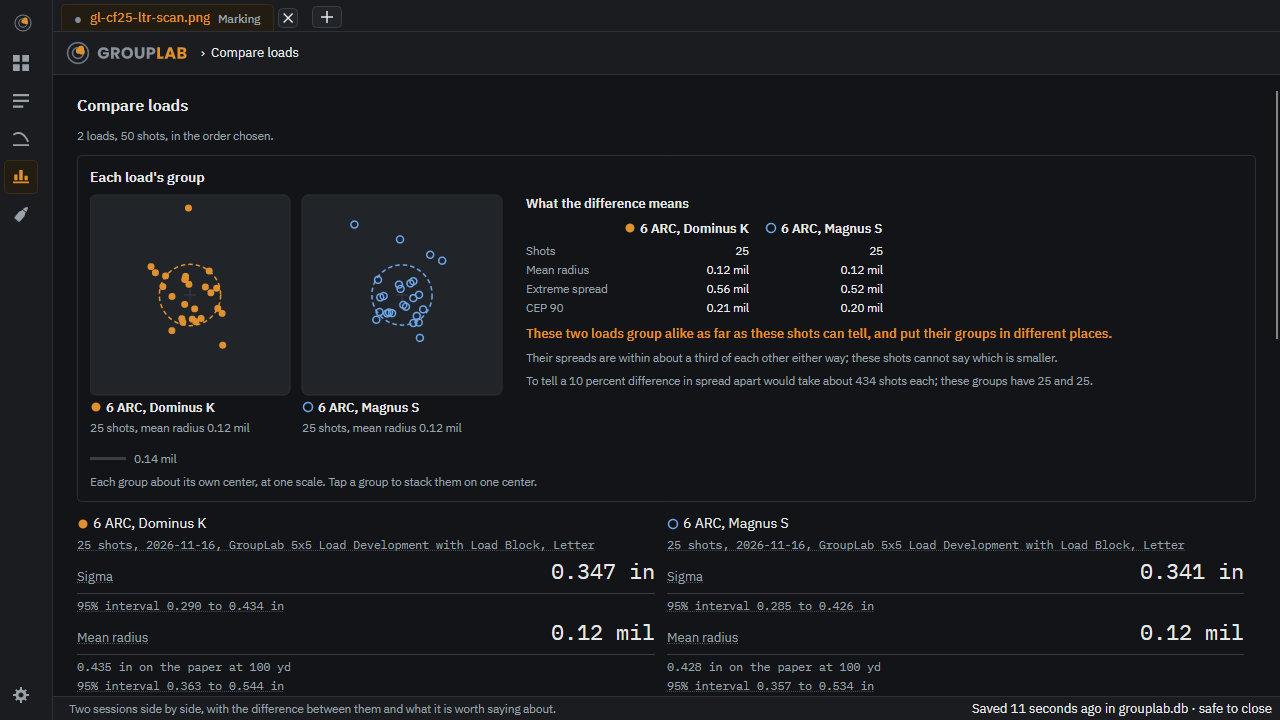 gl-cf25-ltr-scan.png Marking
GROUPLAB › Compare loads
Compare loads
2 loads, 50 shots, in the order chosen.
Each load's group
What the difference means
6 ARC, Dominus K 6 ARC, Magnus S
Shots 25 25
Mean radius 0.12 mil 0.12 mil
Extreme spread 0.56 mil 0.52 mil
CEP 90 0.21 mil 0.20 mil
These two loads group alike as far as these shots can tell, and put their groups in different places.
Their spreads are within about a third of each other either way; these shots cannot say which is smaller.
To tell a 10 percent difference in spread apart would take about 434 shots each; these groups have 25 and 25.
6 ARC, Dominus K
25 shots, mean radius 0.12 mil
6 ARC, Magnus S
25 shots, mean radius 0.12 mil
0.14 mil
Each group about its own center, at one scale. Tap a group to stack them on one center.
6 ARC, Dominus K
25 shots, 2026-11-16, GroupLab 5x5 Load Development with Load Block, Letter
Sigma 0.347 in
95% interval 0.290 to 0.434 in
Mean radius 0.12 mil
0.435 in on the paper at 100 yd
95% interval 0.363 to 0.544 in
6 ARC, Magnus S
25 shots, 2026-11-16, GroupLab 5x5 Load Development with Load Block, Letter
Sigma 0.341 in
95% interval 0.285 to 0.426 in
Mean radius 0.12 mil
0.428 in on the paper at 100 yd
95% interval 0.357 to 0.534 in
Two sessions side by side, with the difference between them and what it is worth saying about.
Saved 11 seconds ago in grouplab.db · safe to close